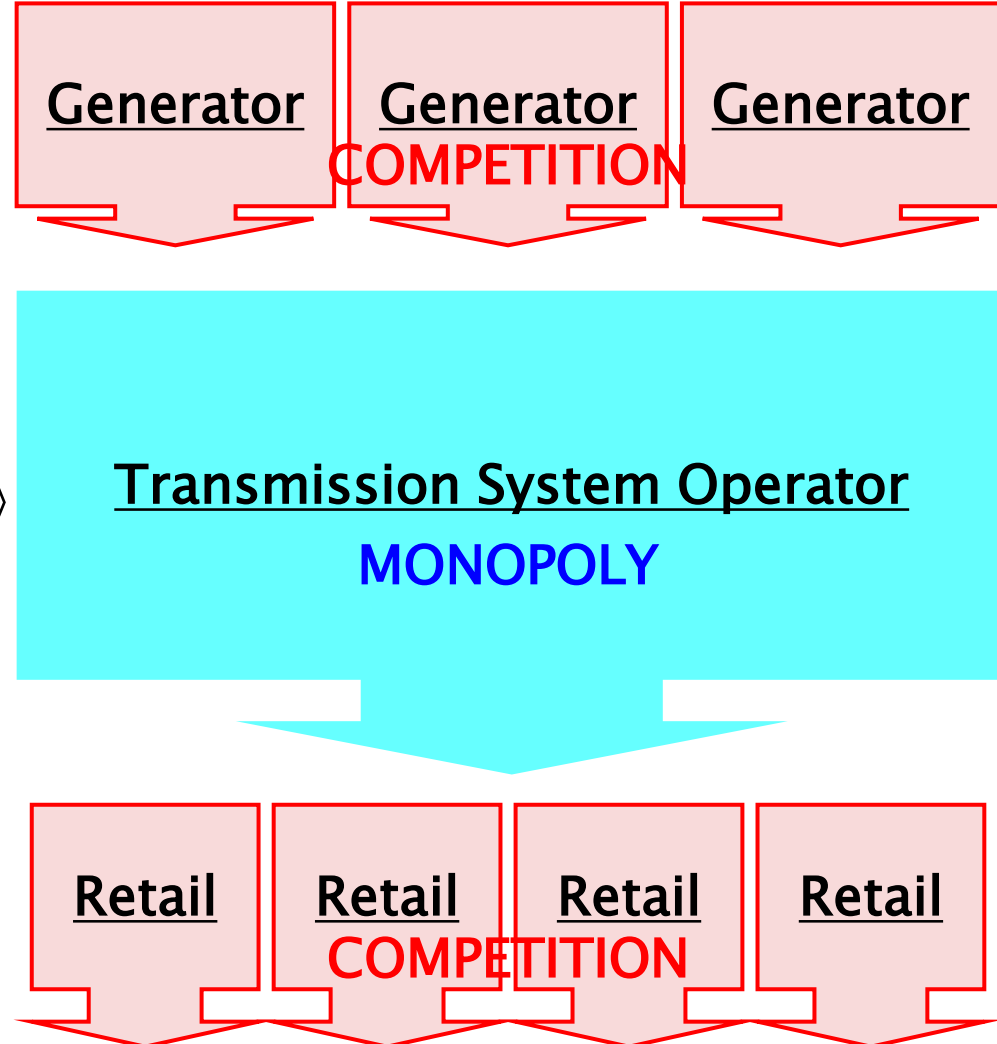 Generator Generator Generator
COMPETITION
Transmission System Operator
MONOPOLY
Retail Retail Retail Retail
COMPETITION